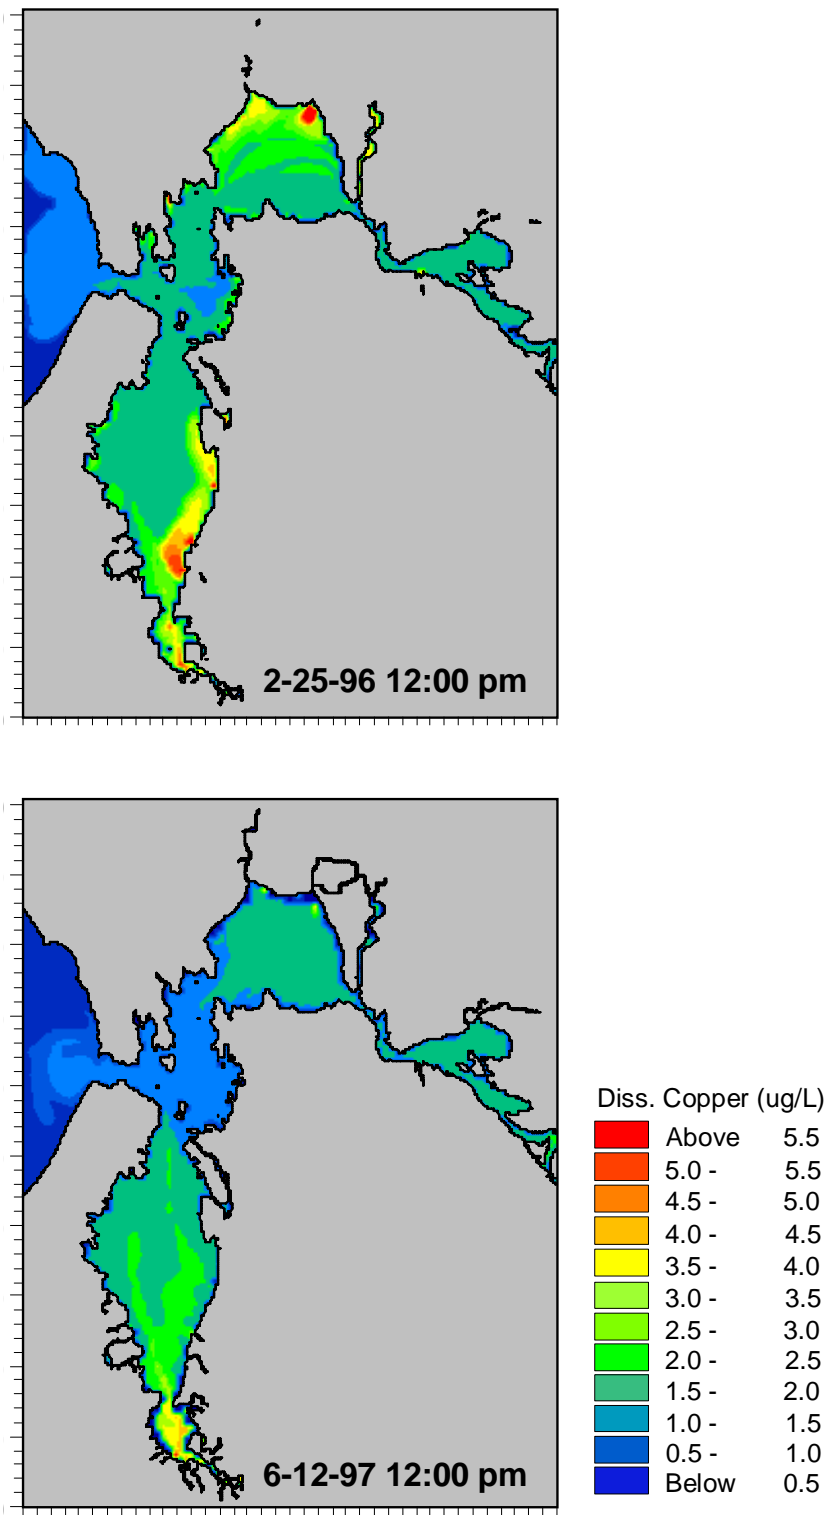 2-25-96 12:00 pm
6-12-97 12:00 pm
Diss. Copper (ug/L)
Above 5.5
5.0 - 5.5
4.5 - 5.0
4.0 - 4.5
3.5 - 4.0
3.0 - 3.5
2.5 - 3.0
2.0 - 2.5
1.5 - 2.0
1.0 - 1.5
0.5 - 1.0
Below 0.5